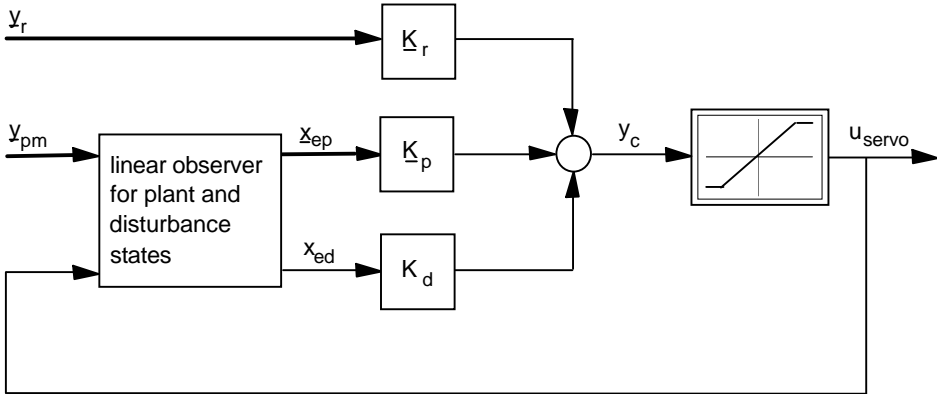 y_r
K_r
y_pm
linear observer
for plant and
disturbance
states
x_ep
K_p
y_c
u_servo
x_ed
K_d